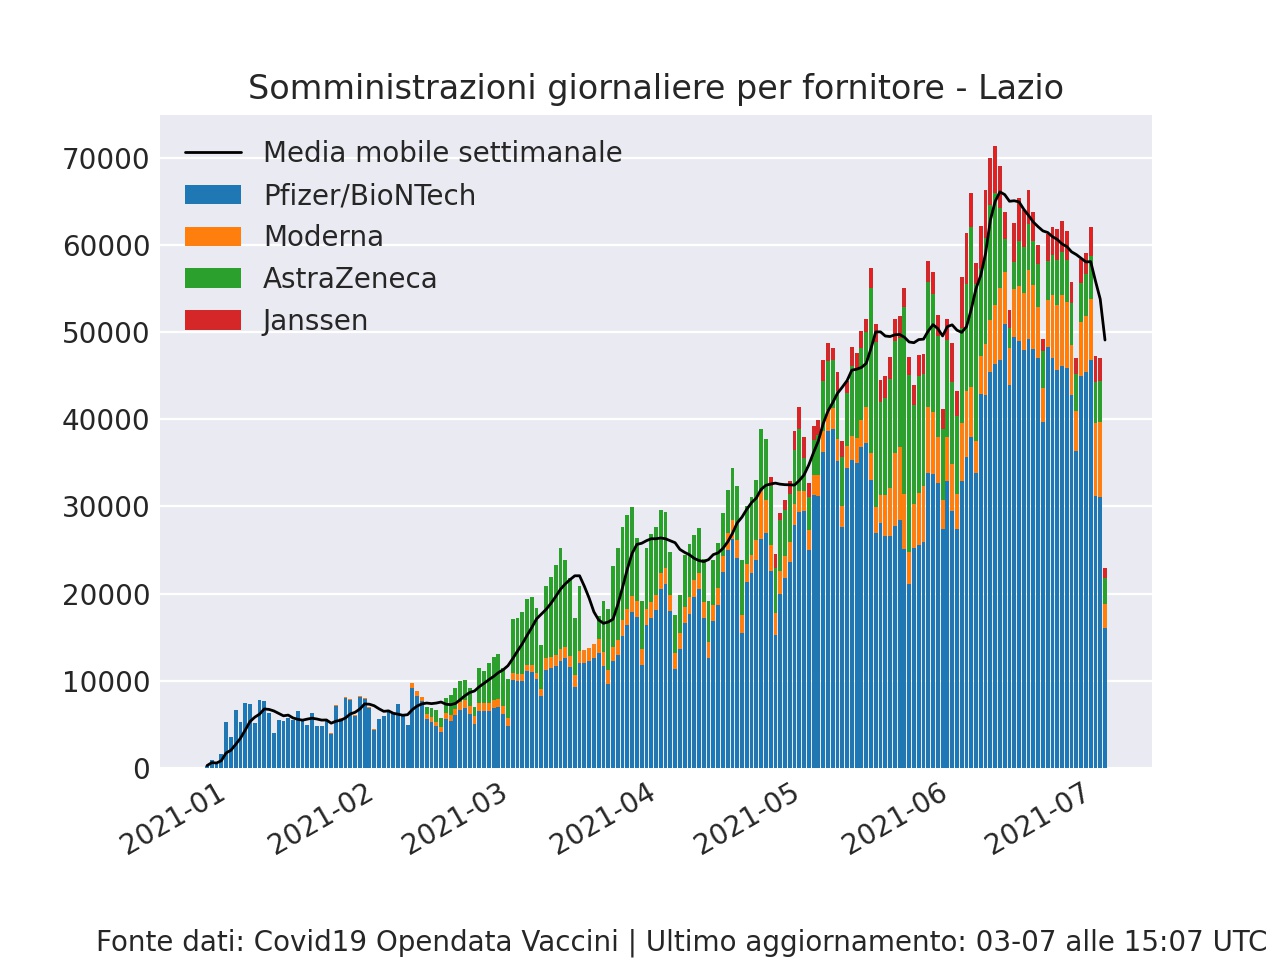 Somministrazioni giornaliere per fornitore - Lazio
Media mobile settimanale
Pfizer/BioNTech
Moderna
AstraZeneca
Janssen
70000
60000
50000
40000
30000
20000
10000
0
2021-01
2021-02
2021-03
2021-04
2021-05
2021-06
2021-07
Fonte dati: Covid19 Opendata Vaccini | Ultimo aggiornamento: 03-07 alle 15:07 UTC